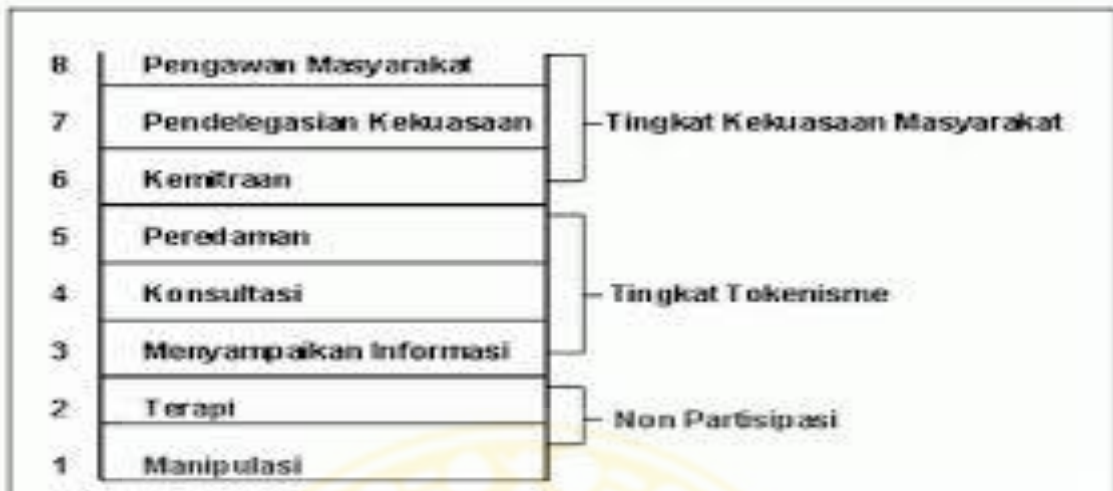 8 Pengawan Masyarakat
7 Pendelegasian Kekuasaan Tingkat Kekuasaan Masyarakat
6 Kemitraan
5 Peredaman
4 Konsultasi Tingkat Tokenisme
3 Menyampaikan Informasi
2 Terapi Non Partisipasi
1 Manipulasi